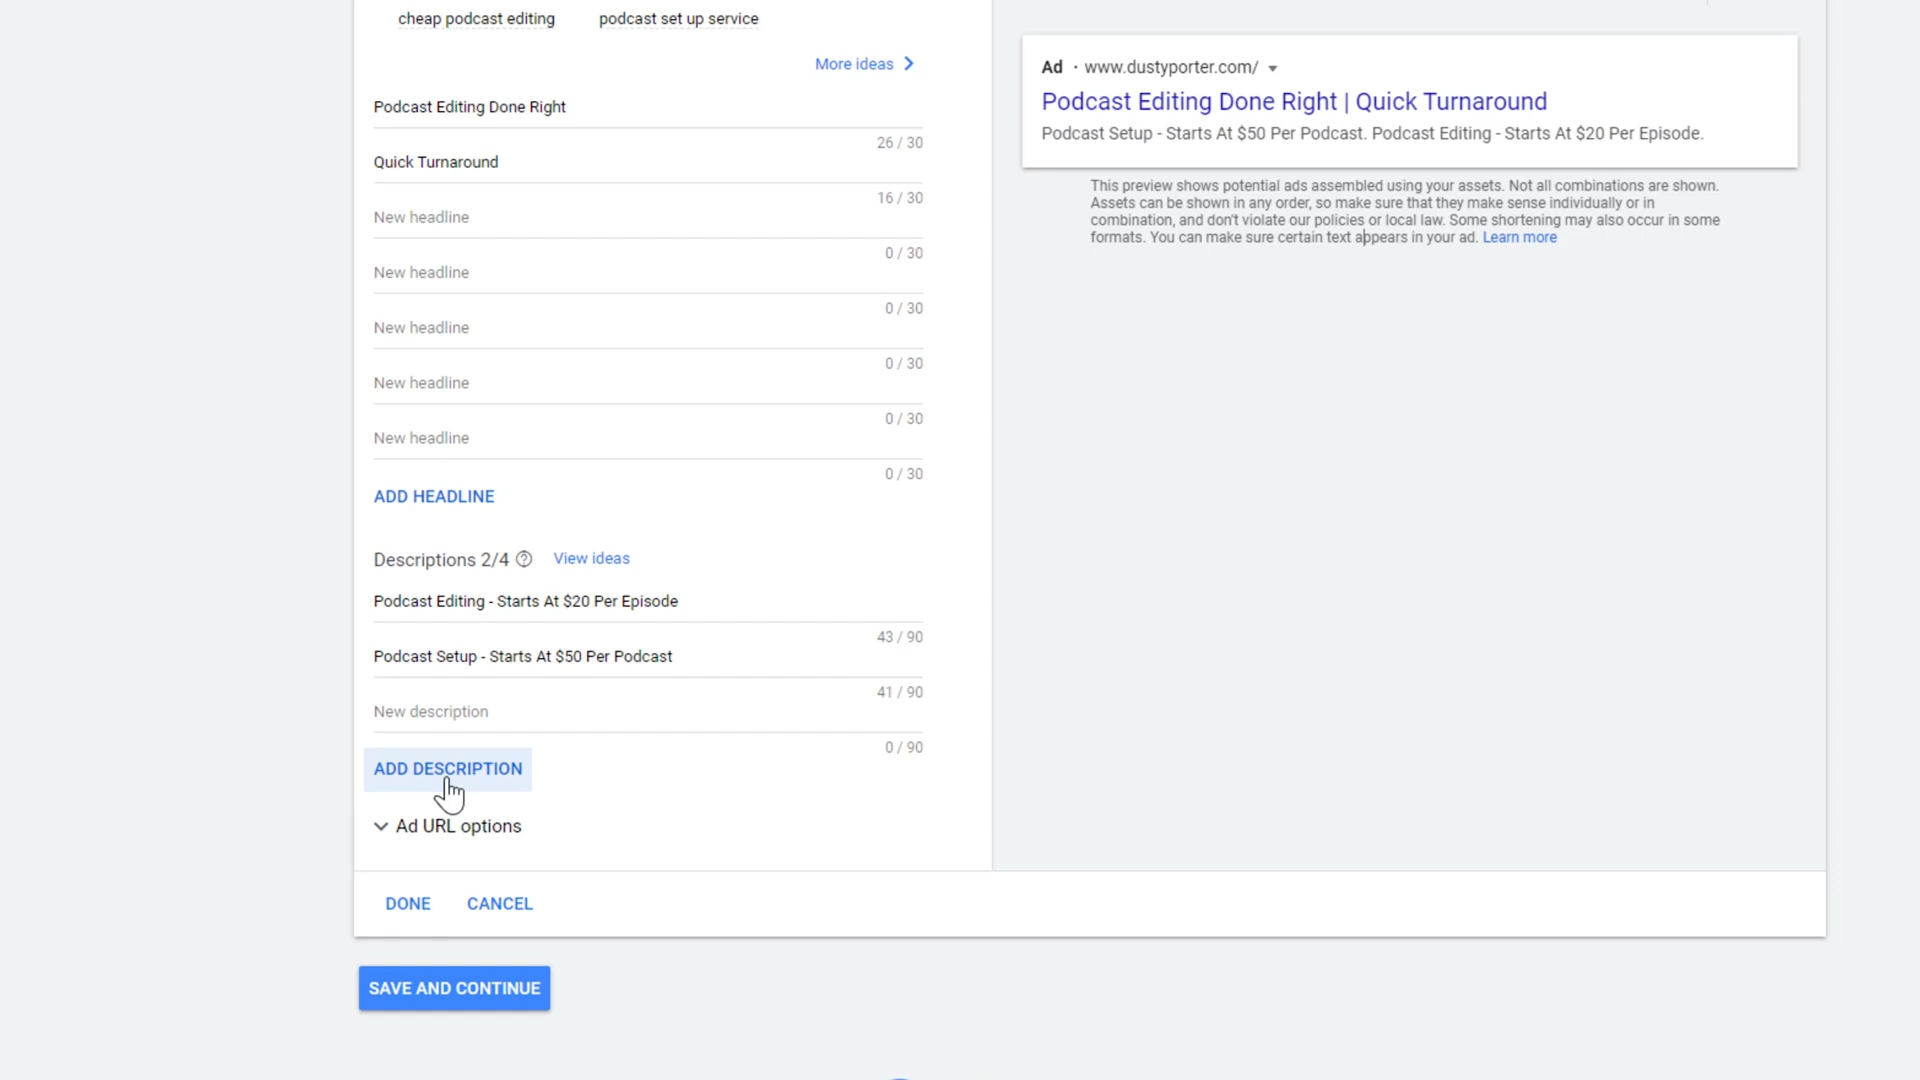 cheap podcast editing
podcast set up service
More ideas
Podcast Editing Done Right
26 / 30
Quick Turnaround
16 / 30
New headline
0 / 30
New headline
0 / 30
New headline
0 / 30
New headline
0 / 30
New headline
0 / 30
ADD HEADLINE
Descriptions 2/4
View ideas
Podcast Editing - Starts At $20 Per Episode
43 / 90
Podcast Setup - Starts At $50 Per Podcast
41 / 90
New description
0 / 90
ADD DESCRIPTION
Ad URL options
DONE
CANCEL
SAVE AND CONTINUE
Ad · www.dustyporter.com/
Podcast Editing Done Right | Quick Turnaround
Podcast Setup - Starts At $50 Per Podcast. Podcast Editing - Starts At $20 Per Episode.
This preview shows potential ads assembled using your assets. Not all combinations are shown.
Assets can be shown in any order, so make sure that they make sense individually or in
combination, and don't violate our policies or local law. Some shortening may also occur in some
formats. You can make sure certain text appears in your ad. Learn more